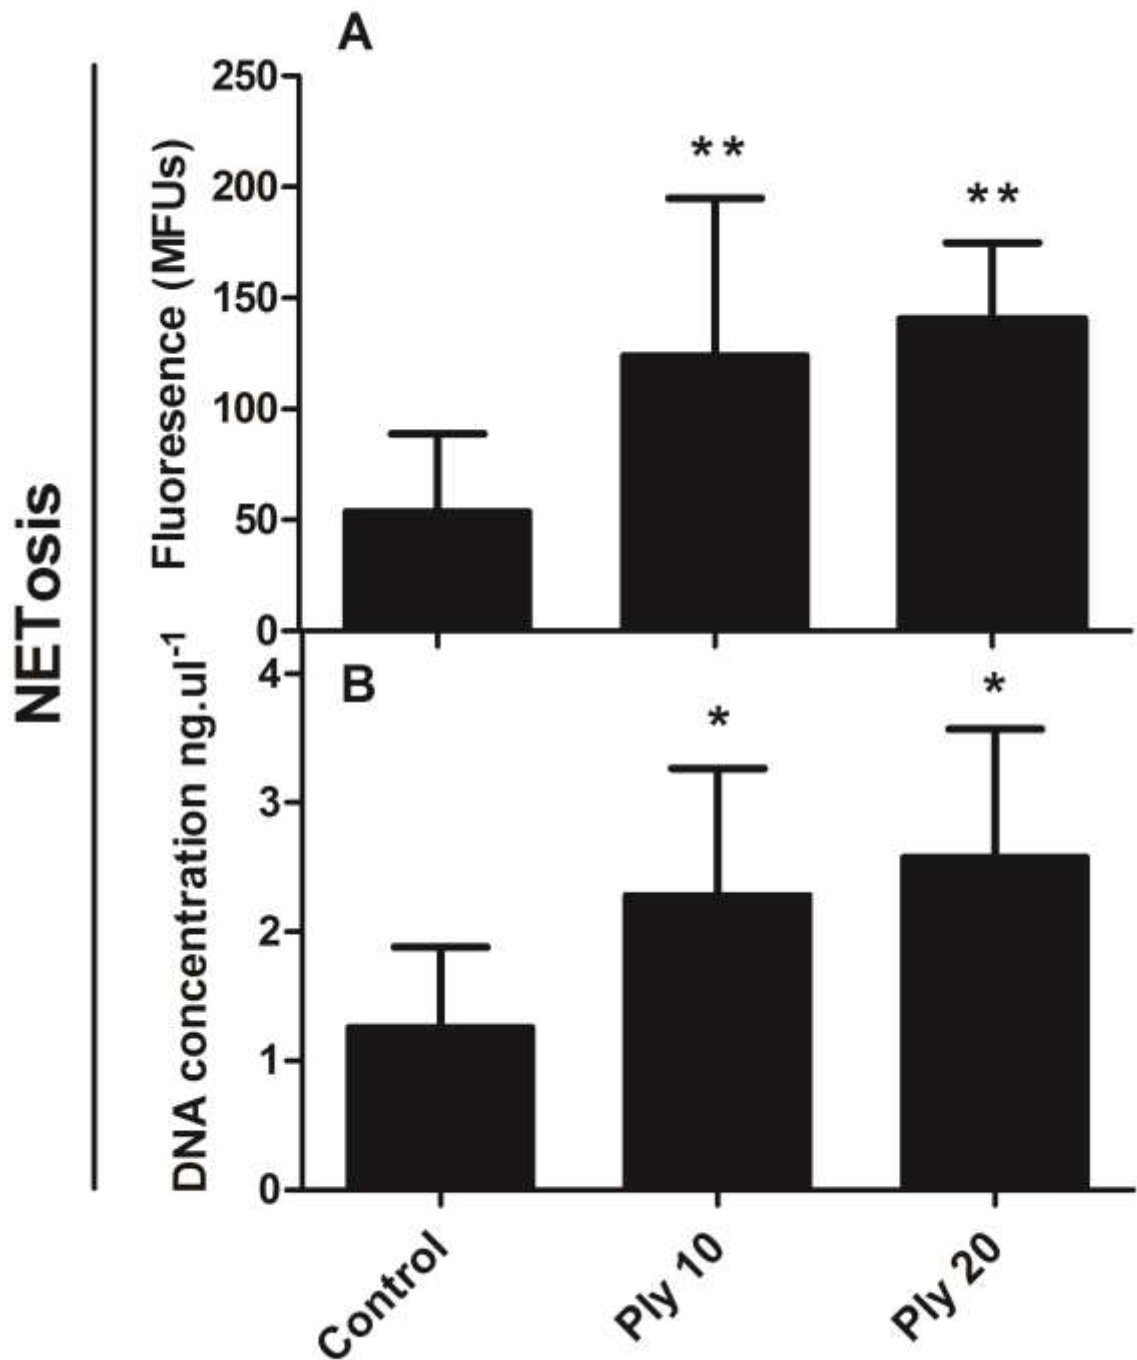 NETosis
A
Fluoresence (MFUs)
250
200
150
100
50
0
**
**
B
DNA concentration ng.ul⁻¹
4
3
2
1
0
*
*
Control
Ply 10
Ply 20